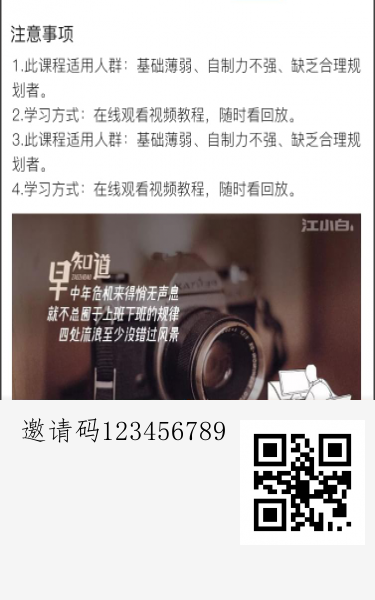 注意事项
1.此课程适用人群：基础薄弱、自制力不强、缺乏合理规
划者。
2.学习方式：在线观看视频教程，随时看回放。
3.此课程适用人群：基础薄弱、自制力不强、缺乏合理规
划者。
4.学习方式：在线观看视频教程，随时看回放。
江小白
早知道
中年危机来得悄无声息
就不总困于上班下班的规律
四处流浪至少没错过风景
邀请码123456789